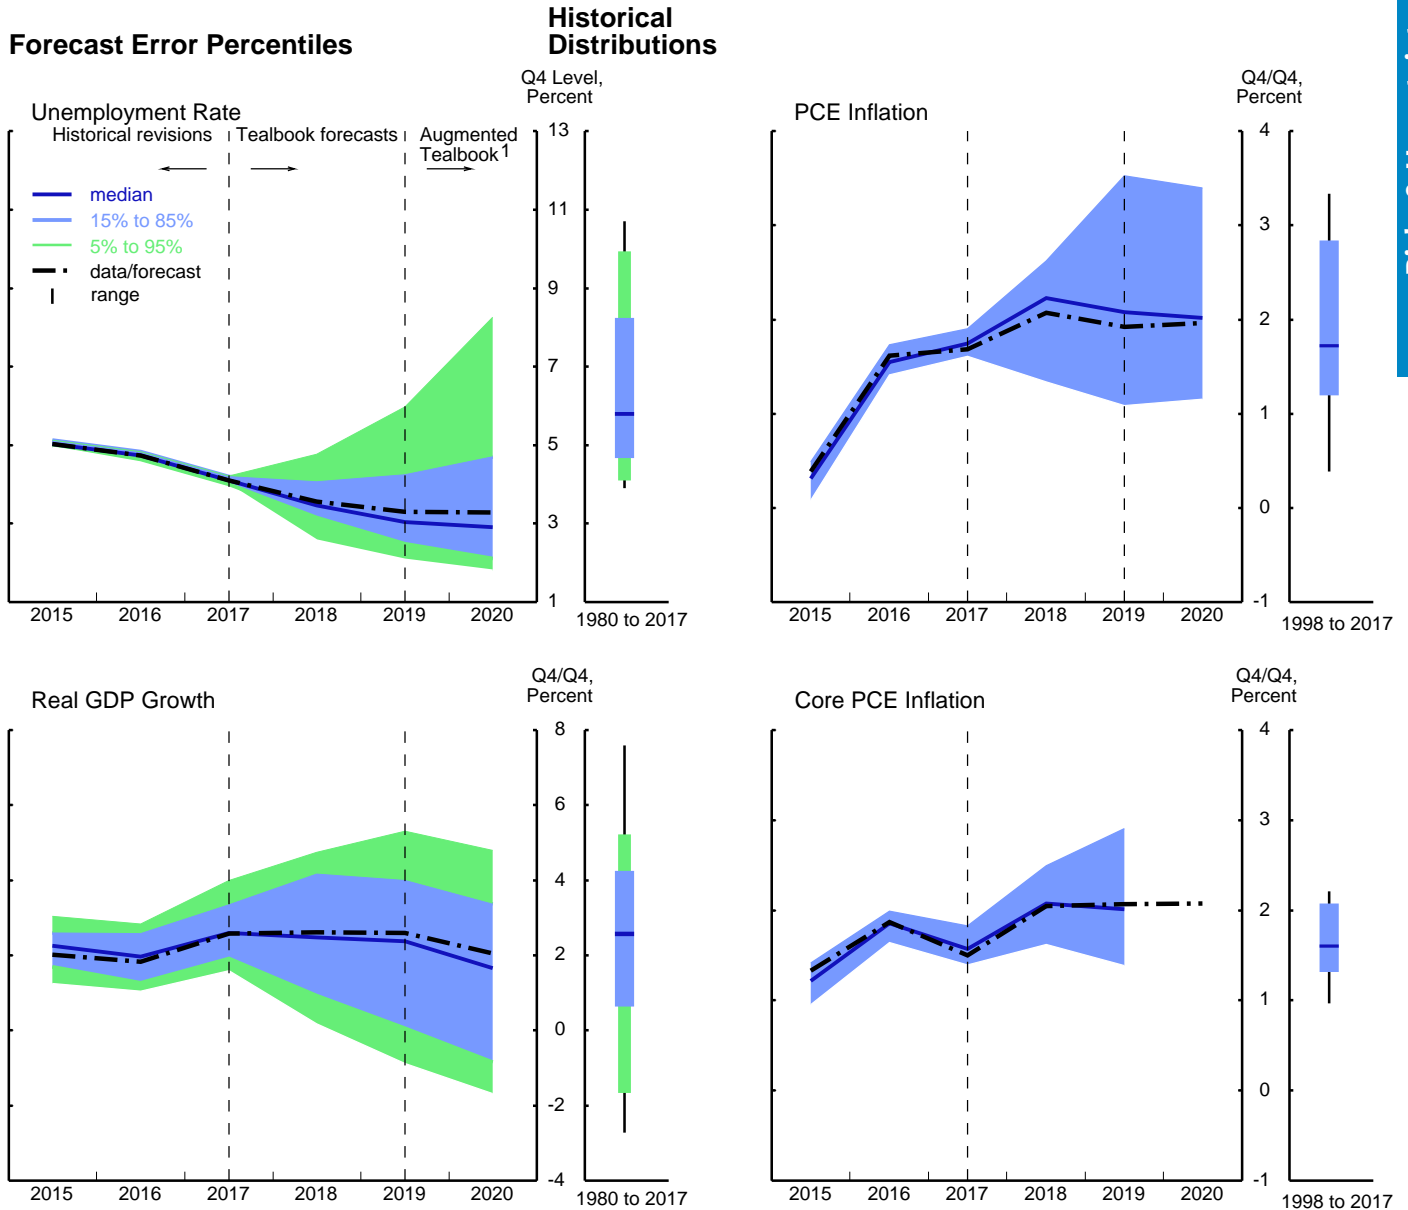 Forecast Error Percentiles
Historical
Distributions
Unemployment Rate
Q4 Level,
Percent
Historical revisions
Tealbook forecasts
Augmented
Tealbook1
median
15% to 85%
5% to 95%
data/forecast
range
13
11
9
7
5
3
1
2015 2016 2017 2018 2019 2020
1980 to 2017
PCE Inflation
Q4/Q4,
Percent
4
3
2
1
0
-1
2015 2016 2017 2018 2019 2020
1998 to 2017
Real GDP Growth
Q4/Q4,
Percent
8
6
4
2
0
-2
-4
2015 2016 2017 2018 2019 2020
1980 to 2017
Core PCE Inflation
Q4/Q4,
Percent
4
3
2
1
0
-1
2015 2016 2017 2018 2019 2020
1998 to 2017